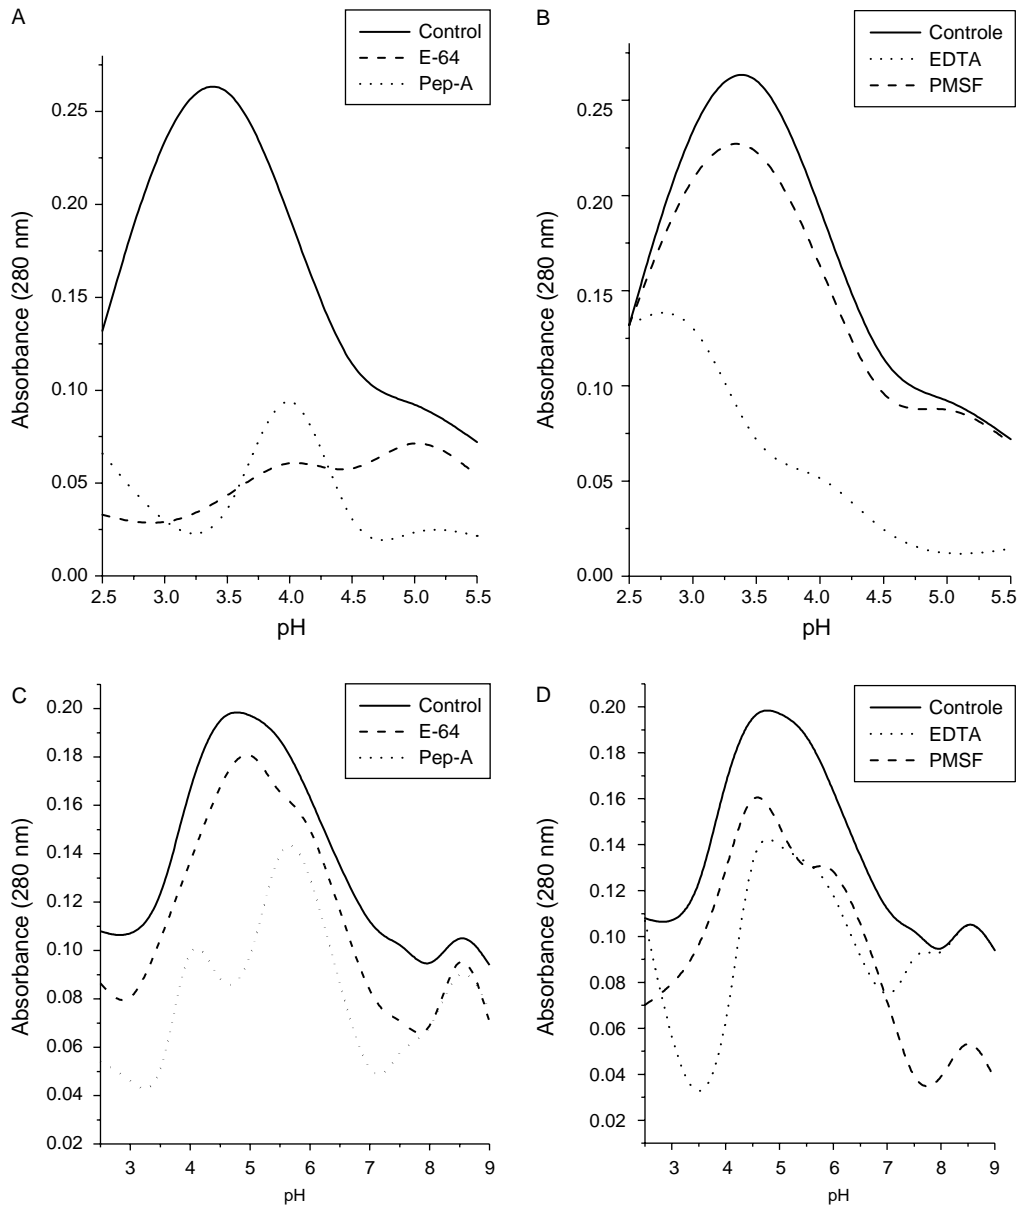 A
Control
E-64
Pep-A
0.25
0.20
0.15
0.10
0.05
0.00
Absorbance (280 nm)
2.5 3.0 3.5 4.0 4.5 5.0 5.5
pH
B
Controle
EDTA
PMSF
0.25
0.20
0.15
0.10
0.05
0.00
Absorbance (280 nm)
2.5 3.0 3.5 4.0 4.5 5.0 5.5
pH
C
Control
E-64
Pep-A
0.20
0.18
0.16
0.14
0.12
0.10
0.08
0.06
0.04
0.02
Absorbance (280 nm)
3 4 5 6 7 8 9
pH
D
Controle
EDTA
PMSF
0.20
0.18
0.16
0.14
0.12
0.10
0.08
0.06
0.04
0.02
Absorbance (280 nm)
3 4 5 6 7 8 9
pH